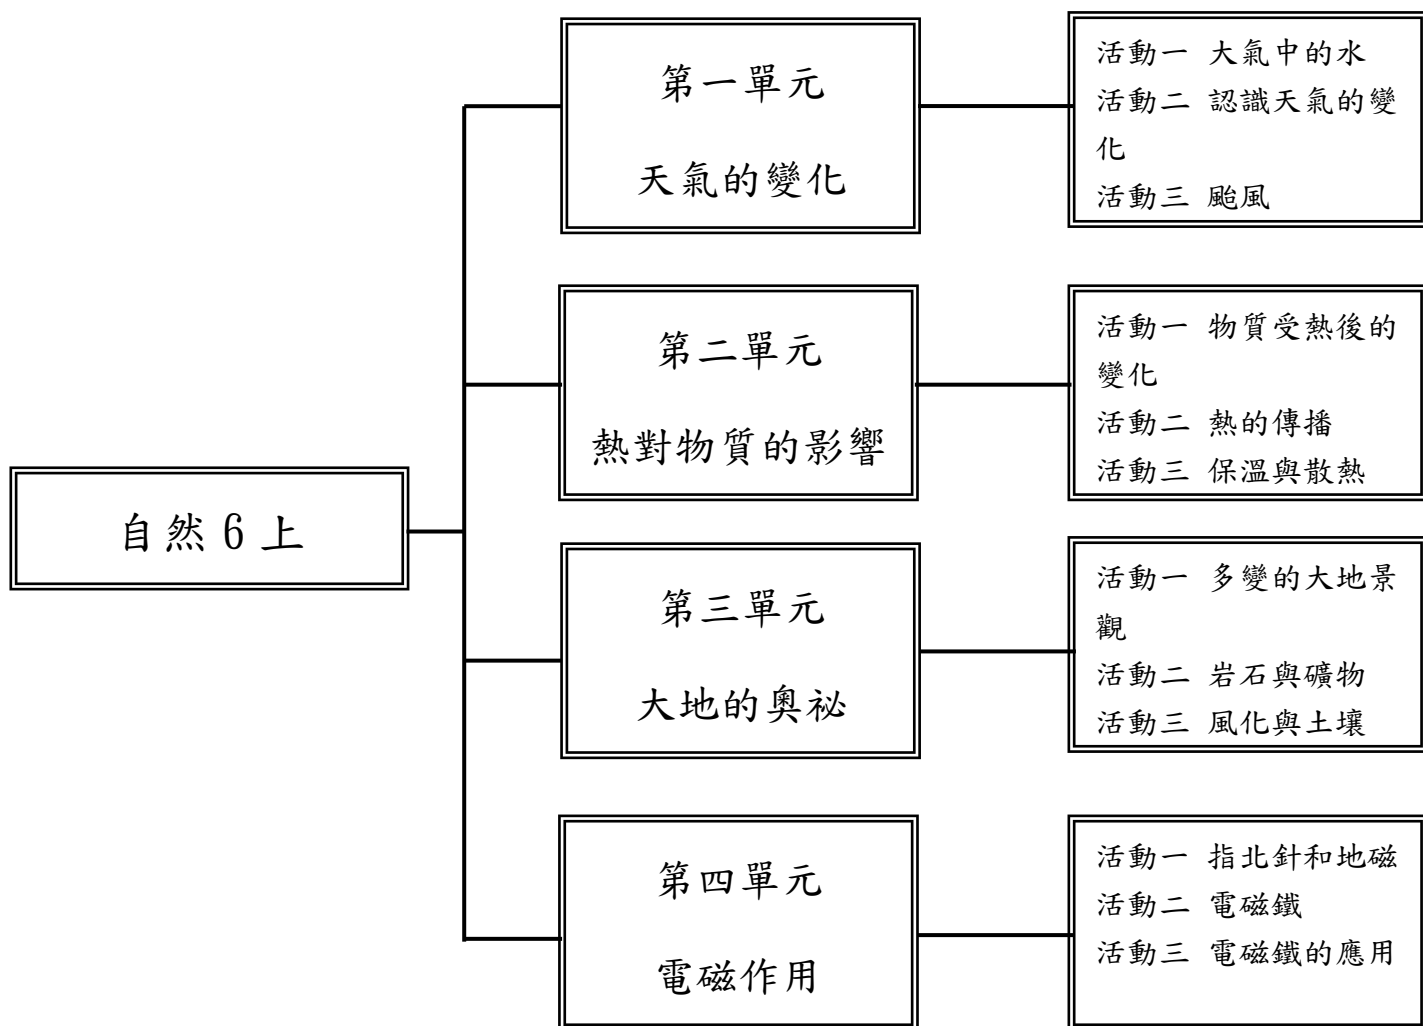 自然 6 上
第一單元
天氣的變化
活動一 大氣中的水
活動二 認識天氣的變
化
活動三 颱風
第二單元
熱對物質的影響
活動一 物質受熱後的
變化
活動二 熱的傳播
活動三 保溫與散熱
第三單元
大地的奧祕
活動一 多變的大地景
觀
活動二 岩石與礦物
活動三 風化與土壤
第四單元
電磁作用
活動一 指北針和地磁
活動二 電磁鐵
活動三 電磁鐵的應用